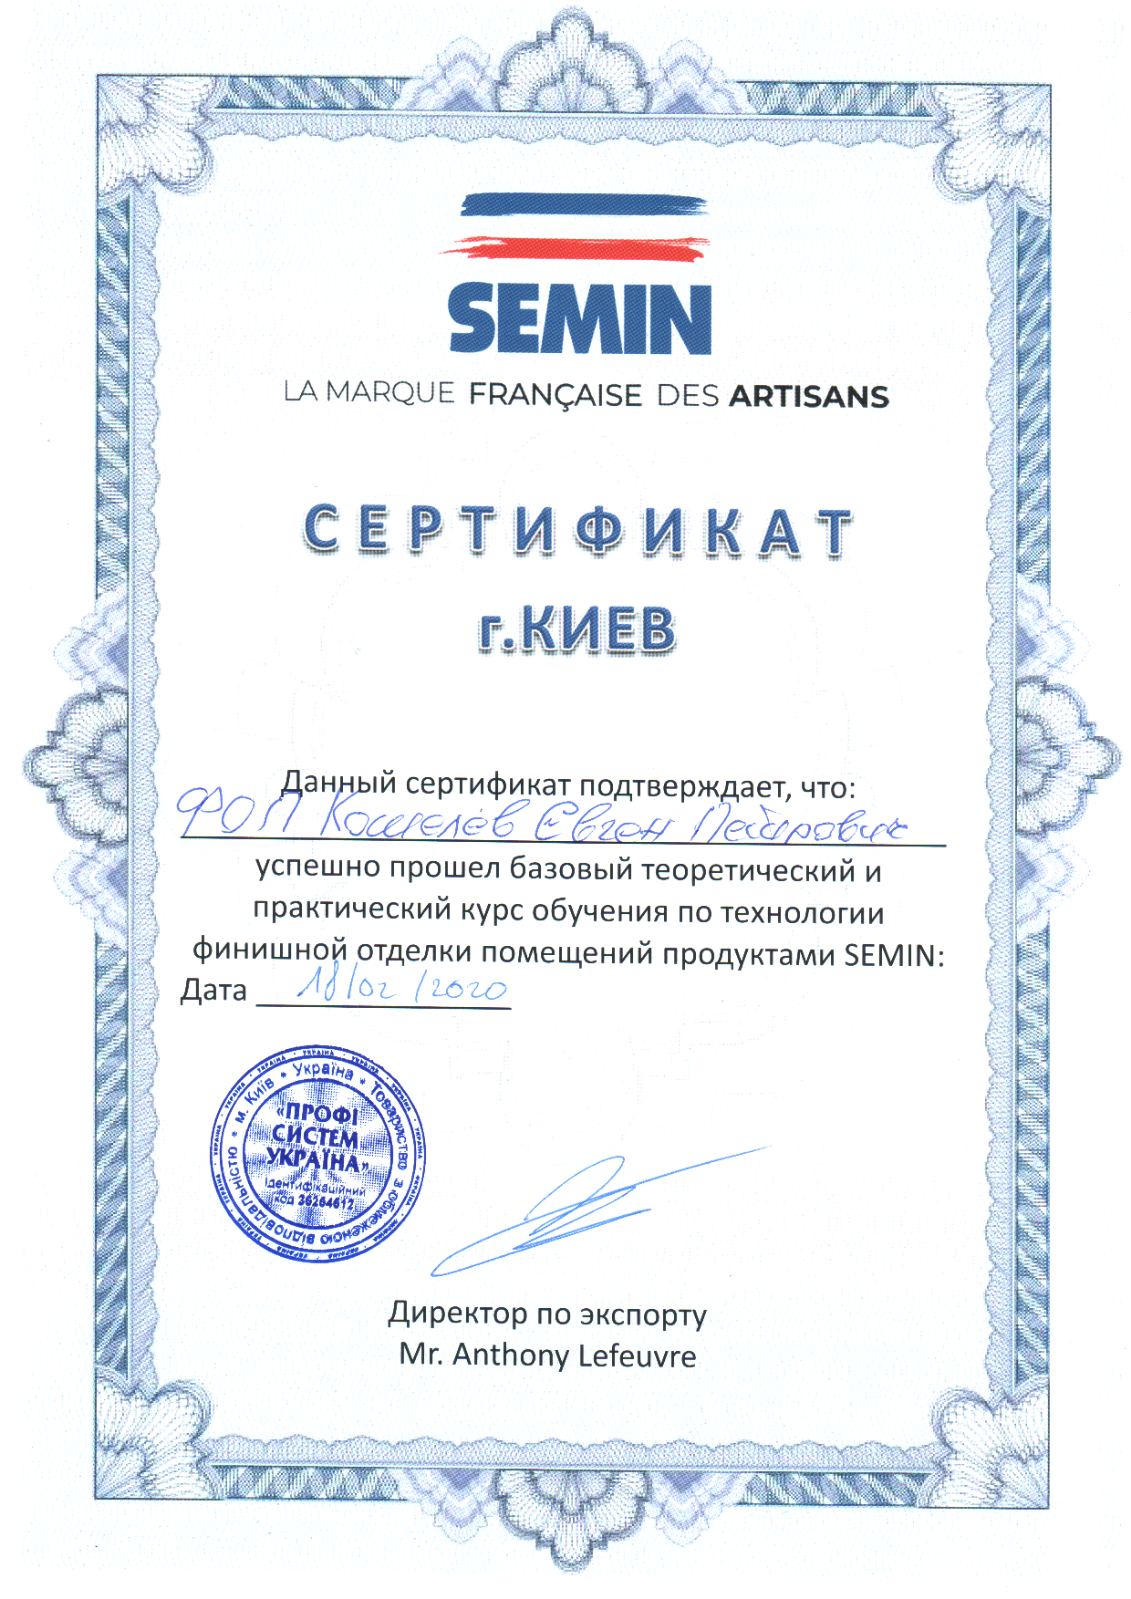 SEMIN
LA MARQUE FRANÇAISE DES ARTISANS
СЕРТИФИКАТ
г.КИЕВ
Данный сертификат подтверждает, что:
ФОП Кошелєв Євген Петрович
успешно прошел базовый теоретический и
практический курс обучения по технологии
финишной отделки помещений продуктами SEMIN:
Дата 18/02/2020
м. Київ * Україна * Товариство з обмеженою відповідальністю *
«ПРОФІ
СИСТЕМ
УКРАЇНА»
Ідентифікаційний
код 36264612
Директор по экспорту
Mr. Anthony Lefeuvre